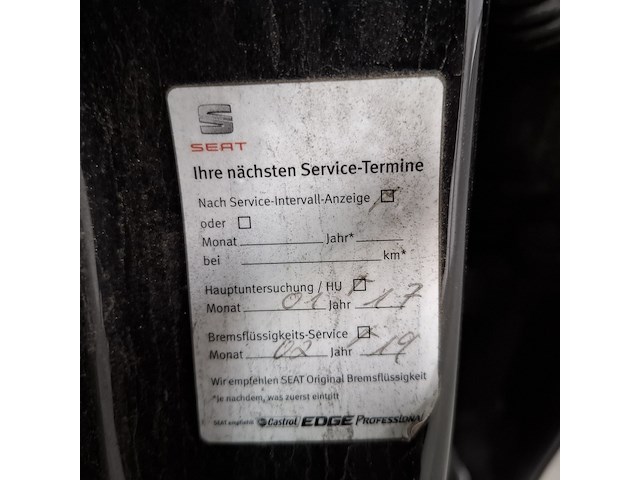 SEAT
Ihre nächsten Service-Termine
Nach Service-Intervall-Anzeige
oder
Monat Jahr*
bei km*
Hauptuntersuchung / HU
Monat 01 Jahr 17
Bremsflüssigkeits-Service
Monat 02 Jahr 19
Wir empfehlen SEAT Original Bremsflüssigkeit
*Je nachdem, was zuerst eintritt
SEAT empfiehlt Castrol EDGE PROFESSIONAL